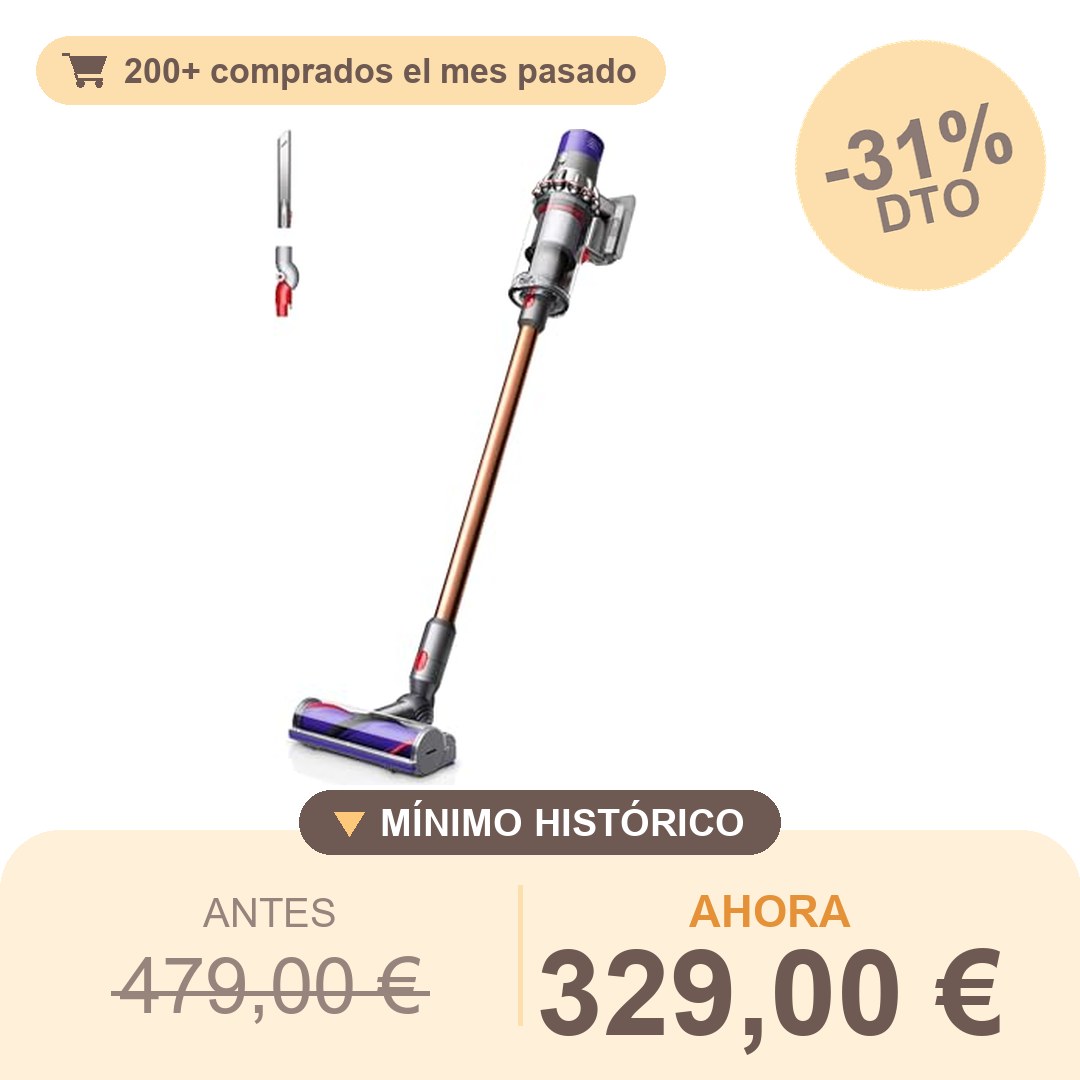 200+ comprados el mes pasado
-31%
DTO
MÍNIMO HISTÓRICO
ANTES
479,00 €
AHORA
329,00 €